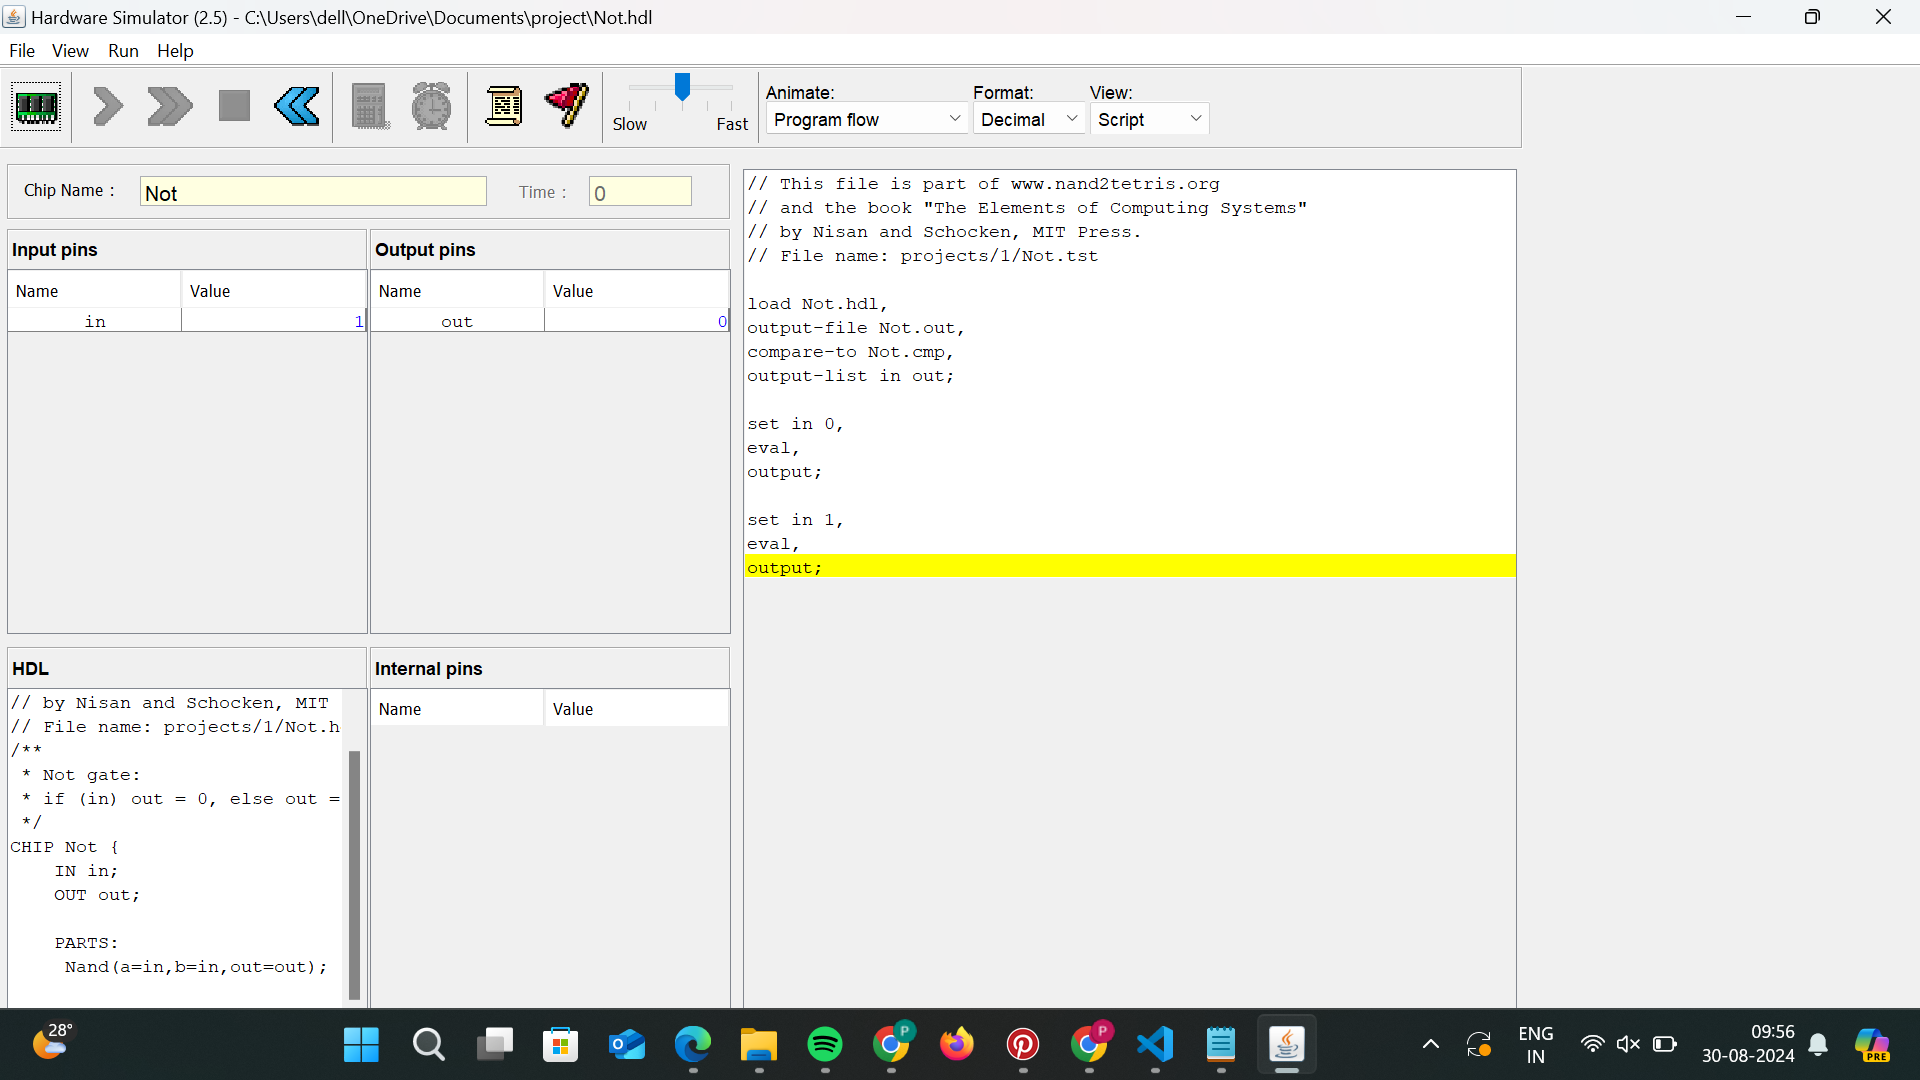 Hardware Simulator (2.5) - C:\Users\dell\OneDrive\Documents\project\Not.hdl
File View Run Help
Slow Fast
Animate: Format: View:
Program flow Decimal Script
Chip Name : Not Time : 0
Input pins Output pins
Name Value Name Value
in 1 out 0
// This file is part of www.nand2tetris.org
// and the book "The Elements of Computing Systems"
// by Nisan and Schocken, MIT Press.
// File name: projects/1/Not.tst
load Not.hdl,
output-file Not.out,
compare-to Not.cmp,
output-list in out;
set in 0,
eval,
output;
set in 1,
eval,
output;
HDL Internal pins
Name Value
// by Nisan and Schocken, MIT
// File name: projects/1/Not.h
/**
* Not gate:
* if (in) out = 0, else out =
*/
CHIP Not {
IN in;
OUT out;
PARTS:
Nand(a=in,b=in,out=out);
28°
P
P
PRE
ENG
IN
09:56
30-08-2024